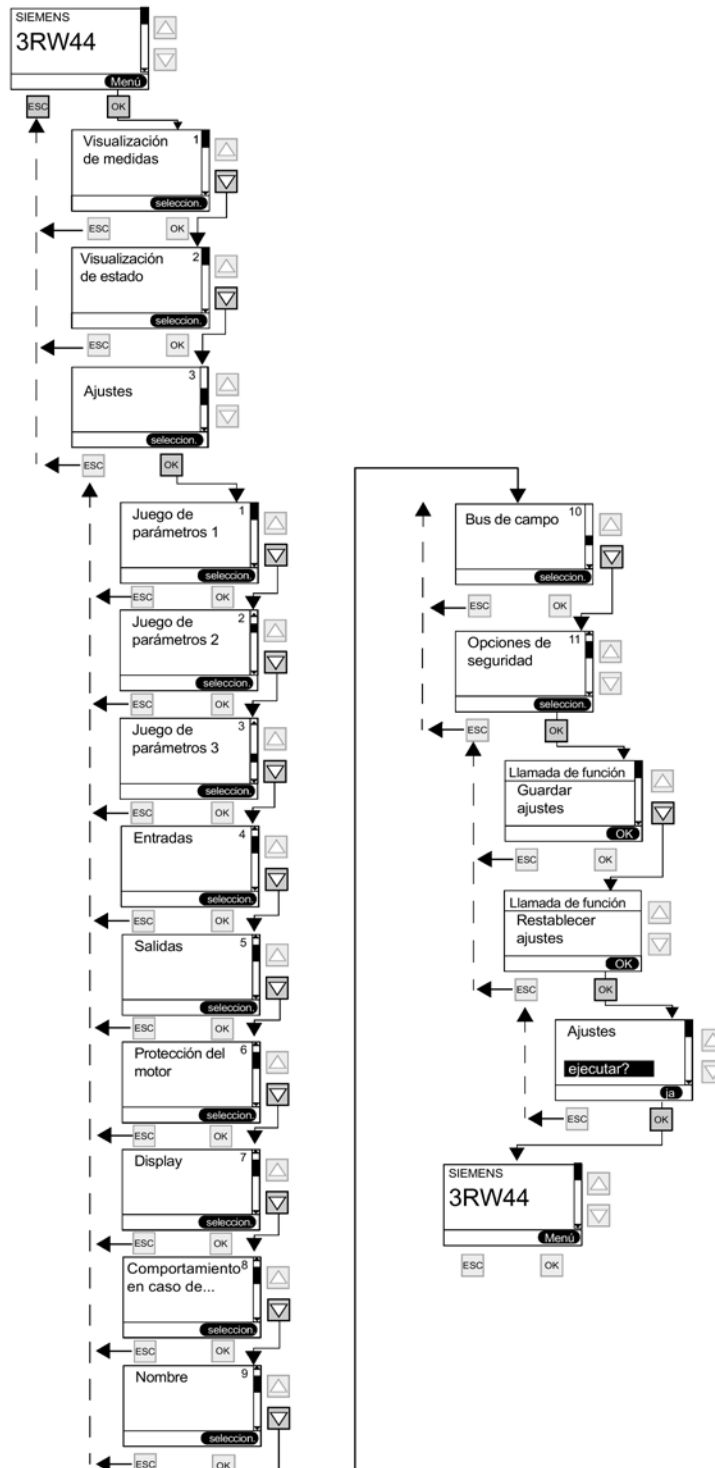 SIEMENS
3RW44
Menú
ESC
OK
Visualización
de medidas
1
seleccion.
ESC
OK
Visualización
de estado
2
seleccion.
ESC
OK
Ajustes
3
seleccion.
ESC
OK
Juego de
parámetros 1
1
seleccion.
ESC
OK
Juego de
parámetros 2
2
seleccion.
ESC
OK
Juego de
parámetros 3
3
seleccion.
ESC
OK
Entradas
4
seleccion.
ESC
OK
Salidas
5
seleccion.
ESC
OK
Protección del
motor
6
seleccion.
ESC
OK
Display
7
seleccion.
ESC
OK
Comportamiento
en caso de...
8
seleccion.
ESC
OK
Nombre
9
seleccion.
ESC
OK
Bus de campo
10
seleccion.
ESC
OK
Opciones de
seguridad
11
seleccion.
ESC
OK
Llamada de función
Guardar
ajustes
OK
ESC
OK
Llamada de función
Restablecer
ajustes
OK
ESC
OK
Ajustes
ejecutar?
ja
ESC
OK
SIEMENS
3RW44
Menú
ESC
OK